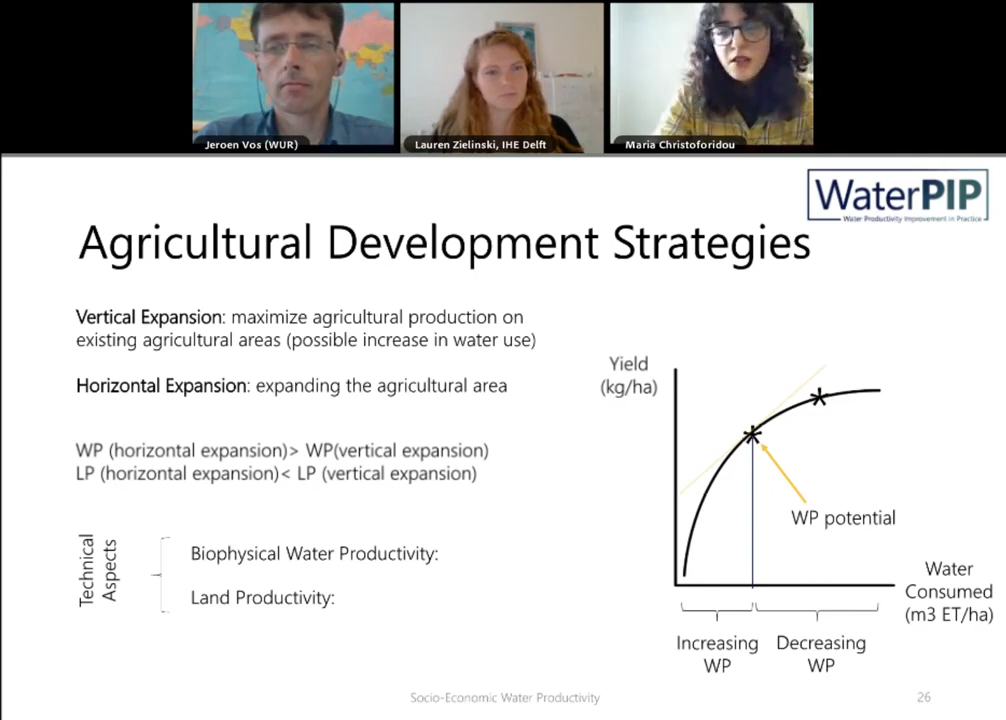 Jeroen Vos (WUR)
Lauren Zielinski, IHE Delft
Maria Christoforidou
WaterPIP
Water Productivity Improvement in Practice
Agricultural Development Strategies
Vertical Expansion: maximize agricultural production on
existing agricultural areas (possible increase in water use)
Horizontal Expansion: expanding the agricultural area
WP (horizontal expansion)> WP(vertical expansion)
LP (horizontal expansion)< LP (vertical expansion)
Technical
Aspects
Biophysical Water Productivity:
Land Productivity:
Yield
(kg/ha)
WP potential
Water
Consumed
(m3 ET/ha)
Increasing
WP
Decreasing
WP
Socio-Economic Water Productivity
26